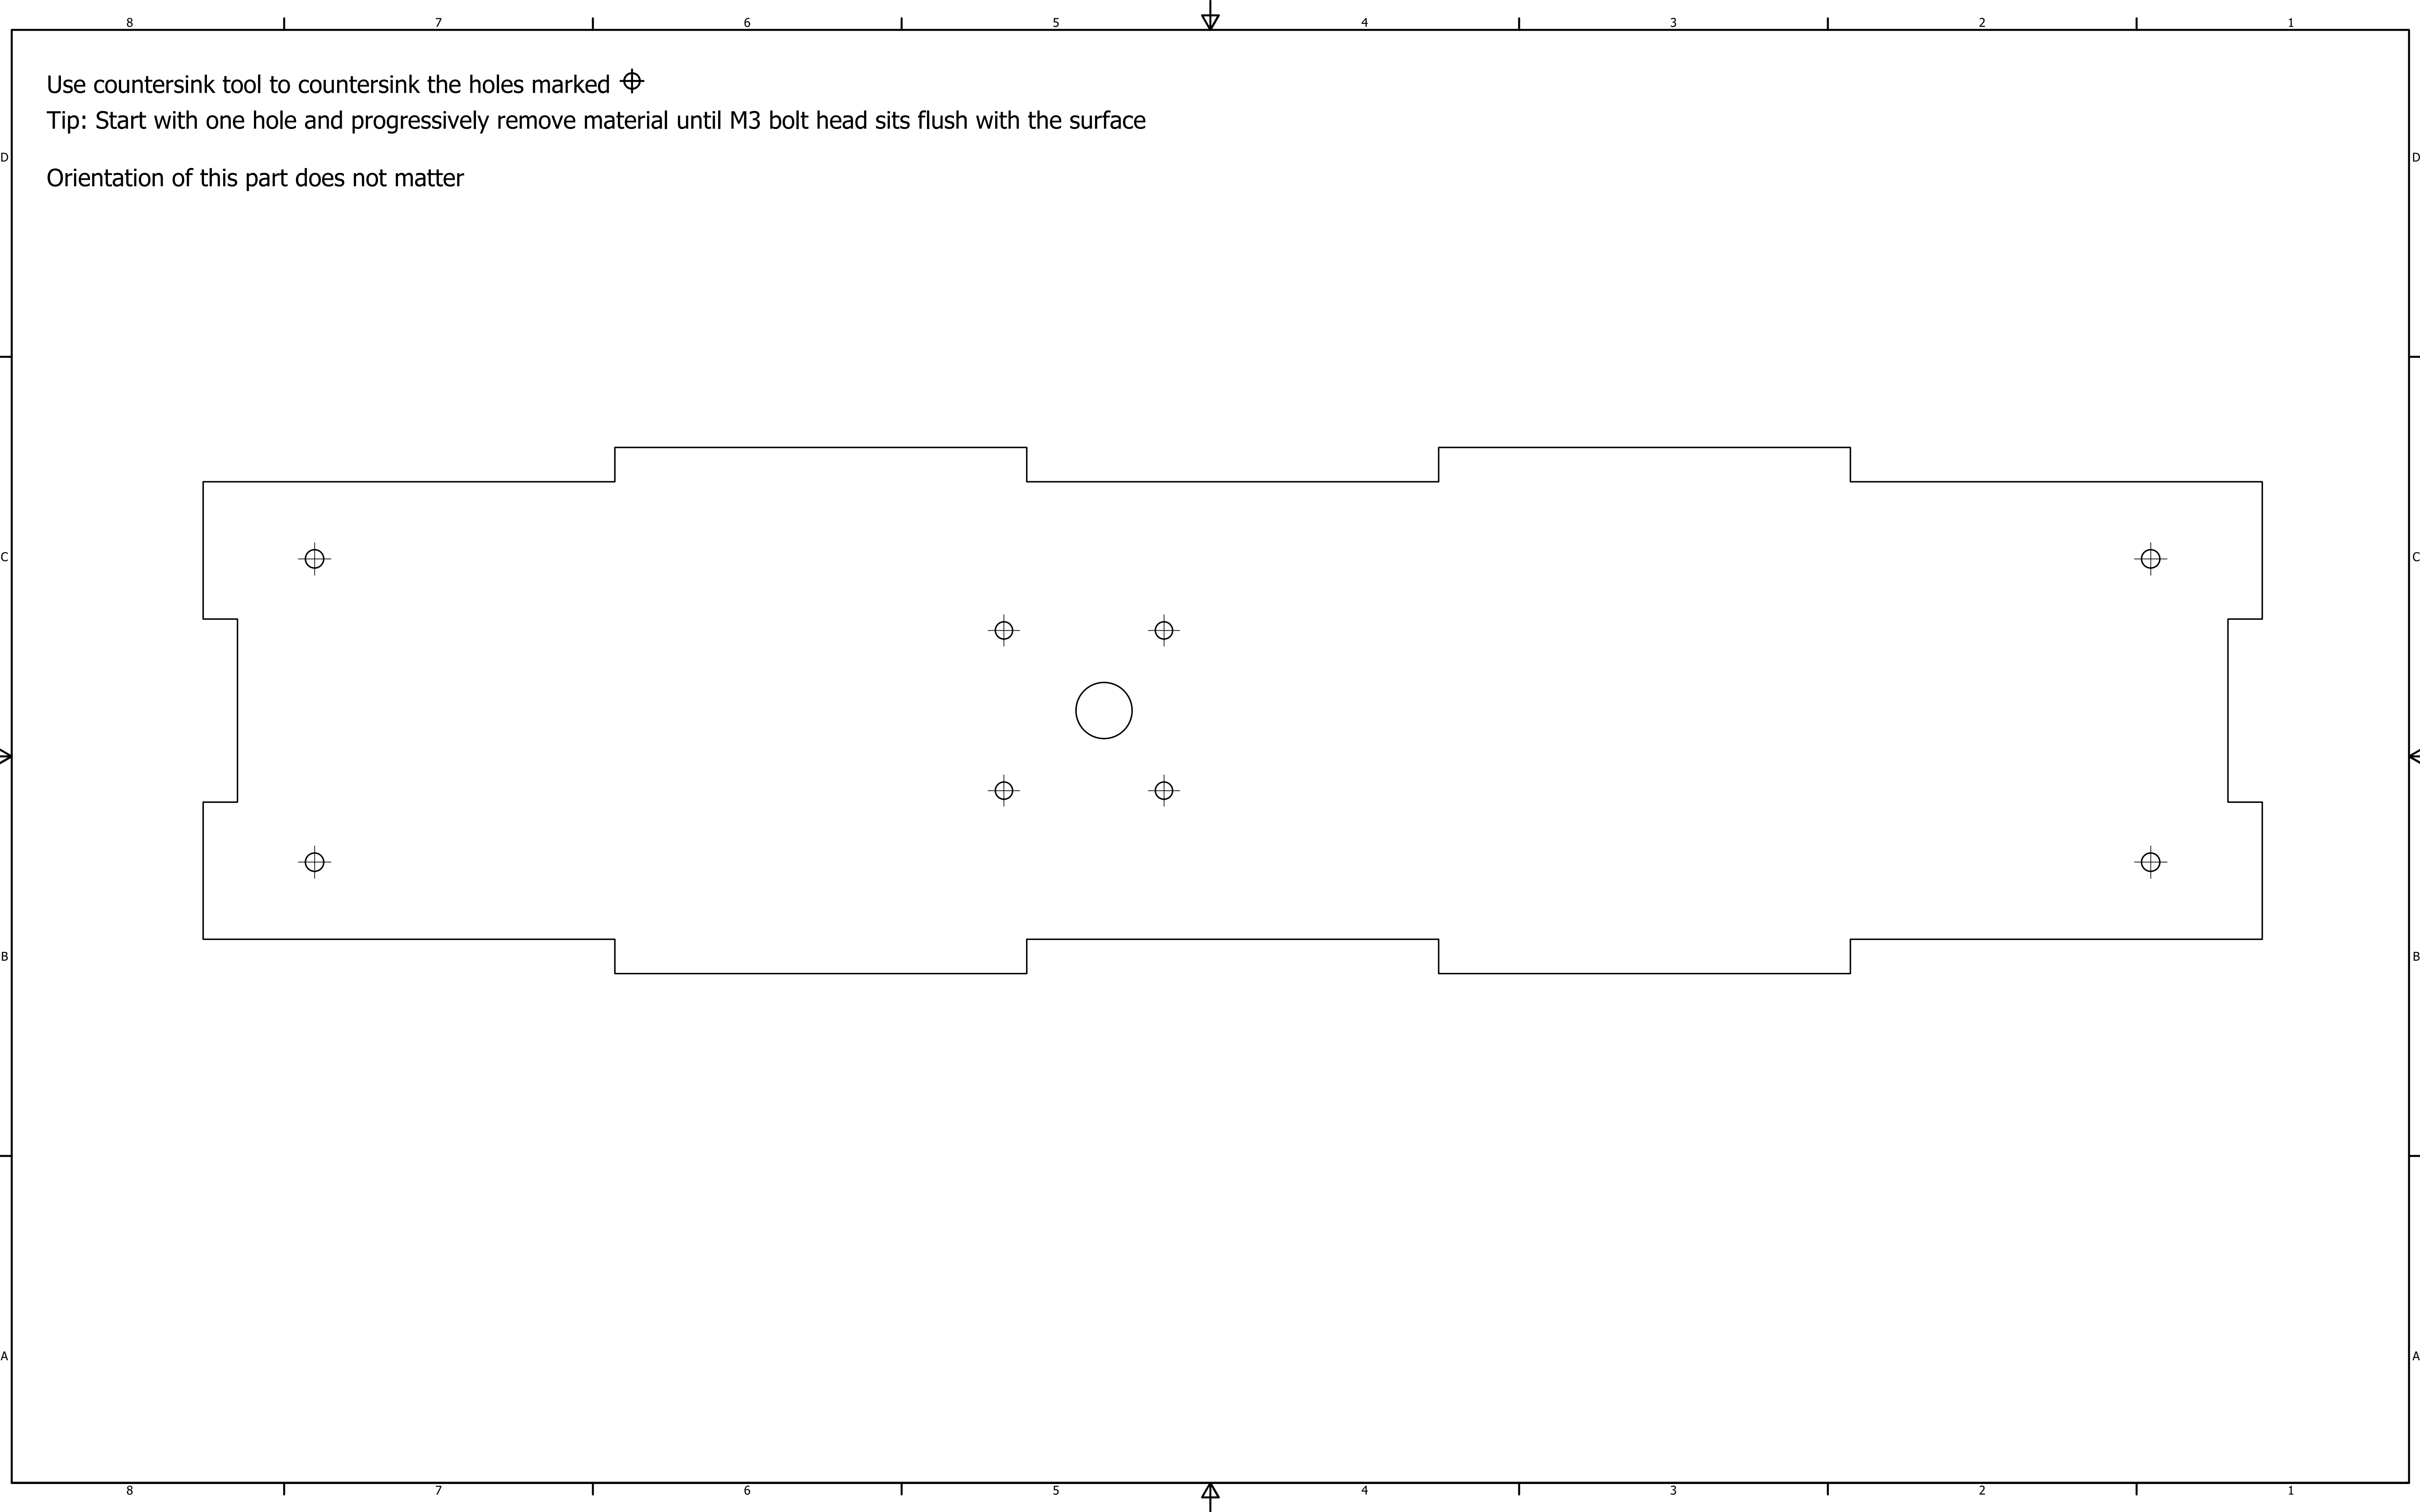 8 7 6 5 4 3 2 1
Use countersink tool to countersink the holes marked
Tip: Start with one hole and progressively remove material until M3 bolt head sits flush with the surface
D D
Orientation of this part does not matter
C C
B B
A A
8 7 6 5 4 3 2 1